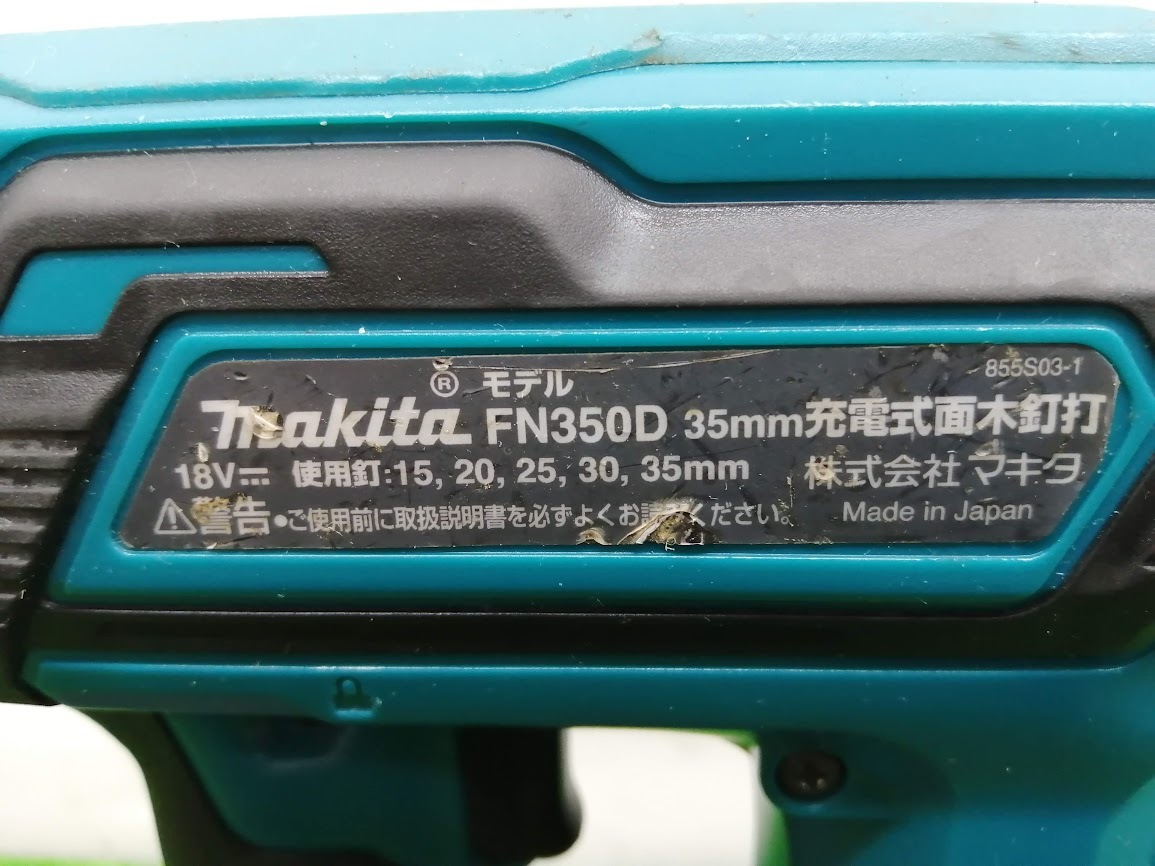 855S03-1
makita® モデル FN350D 35mm充電式面木釘打
18V⎓ 使用釘:15, 20, 25, 30, 35mm 株式会社マキタ
⚠警告 •ご使用前に取扱説明書を必ずよくお読みください。 Made in Japan